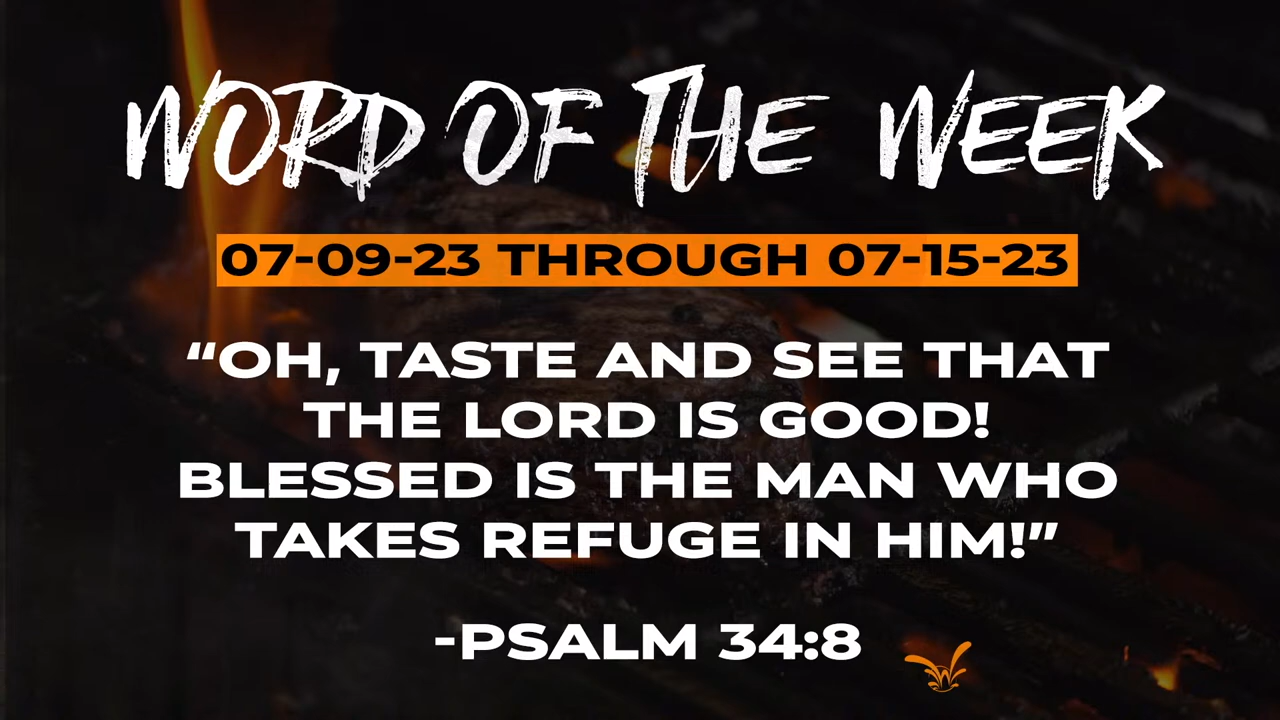 WORD OF THE WEEK
07-09-23 THROUGH 07-15-23
“OH, TASTE AND SEE THAT
THE LORD IS GOOD!
BLESSED IS THE MAN WHO
TAKES REFUGE IN HIM!”
-PSALM 34:8
W